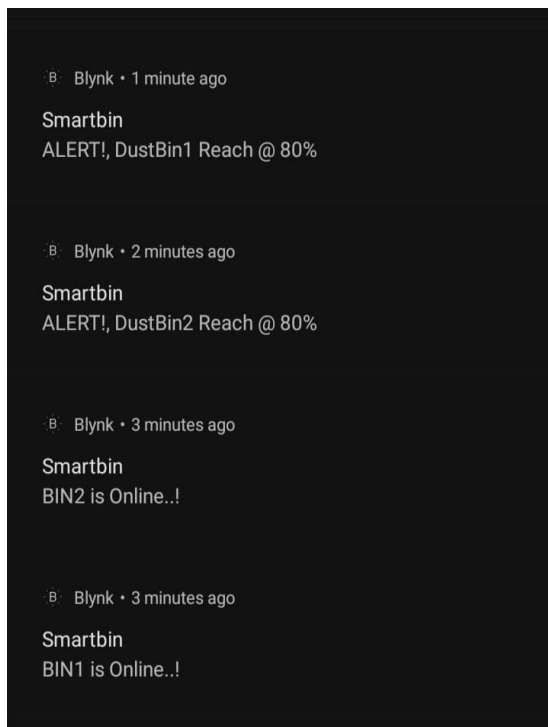 B Blynk • 1 minute ago
Smartbin
ALERT!, DustBin1 Reach @ 80%
B Blynk • 2 minutes ago
Smartbin
ALERT!, DustBin2 Reach @ 80%
B Blynk • 3 minutes ago
Smartbin
BIN2 is Online..!
B Blynk • 3 minutes ago
Smartbin
BIN1 is Online..!